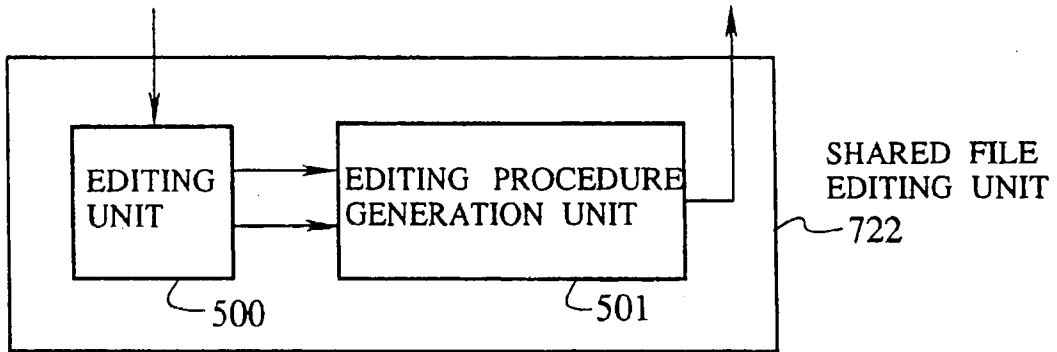 EDITING
UNIT
500
EDITING PROCEDURE
GENERATION UNIT
501
SHARED FILE
EDITING UNIT
722